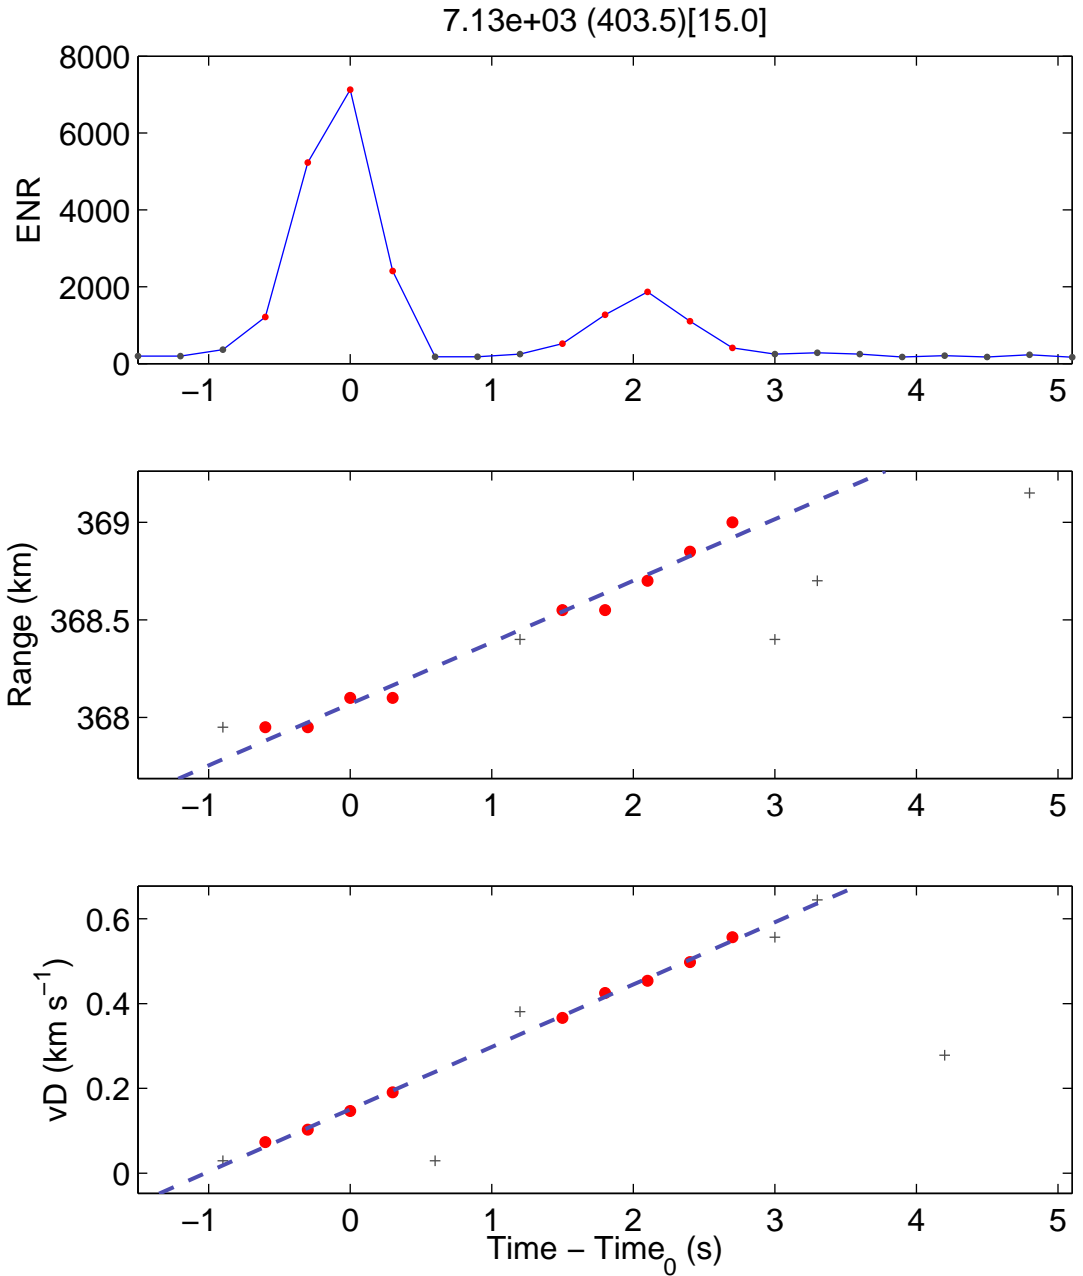 7.13e+03 (403.5)[15.0]
8000
6000
4000
2000
0
ENR
−1 0 1 2 3 4 5
369
368.5
368
Range (km)
−1 0 1 2 3 4 5
0.6
0.4
0.2
0
vD (km s⁻¹)
−1 0 1 2 3 4 5
Time − Time₀ (s)